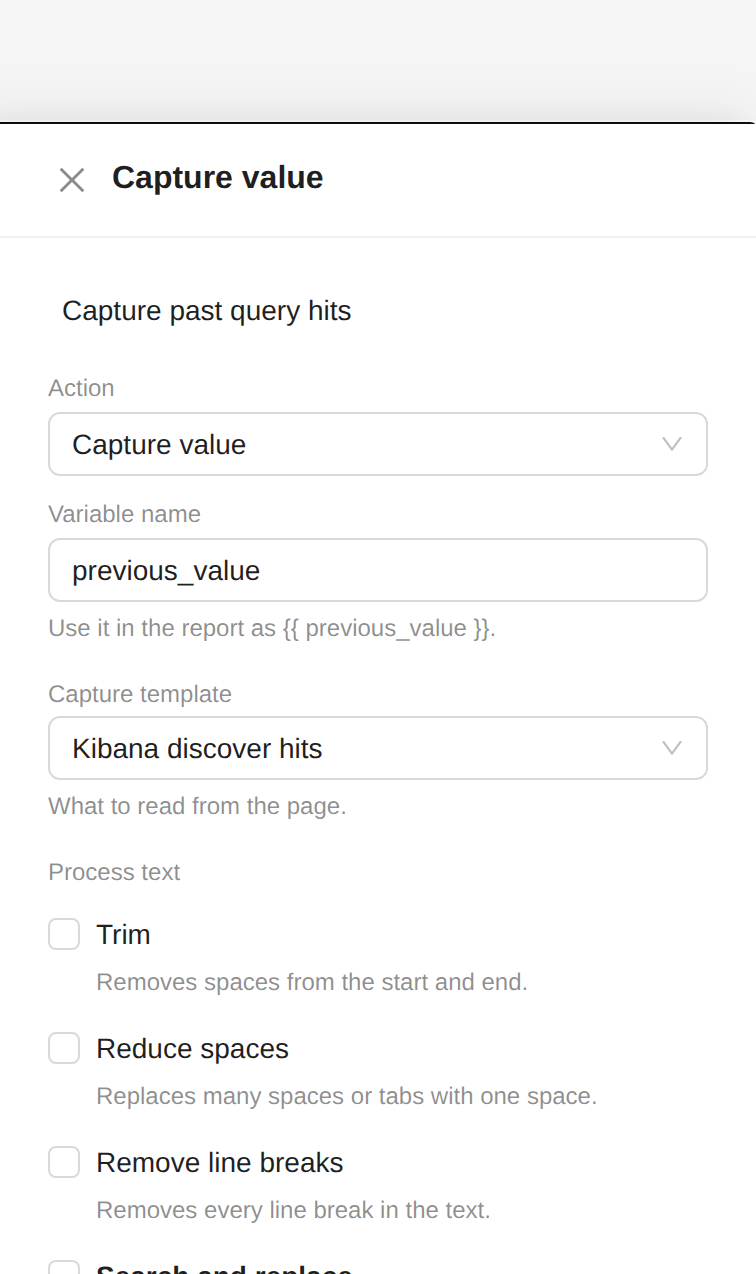 Capture value
Capture past query hits
Action
Capture value
Variable name
previous_value
Use it in the report as {{ previous_value }}.
Capture template
Kibana discover hits
What to read from the page.
Process text
Trim
Removes spaces from the start and end.
Reduce spaces
Replaces many spaces or tabs with one space.
Remove line breaks
Removes every line break in the text.
Search and replace